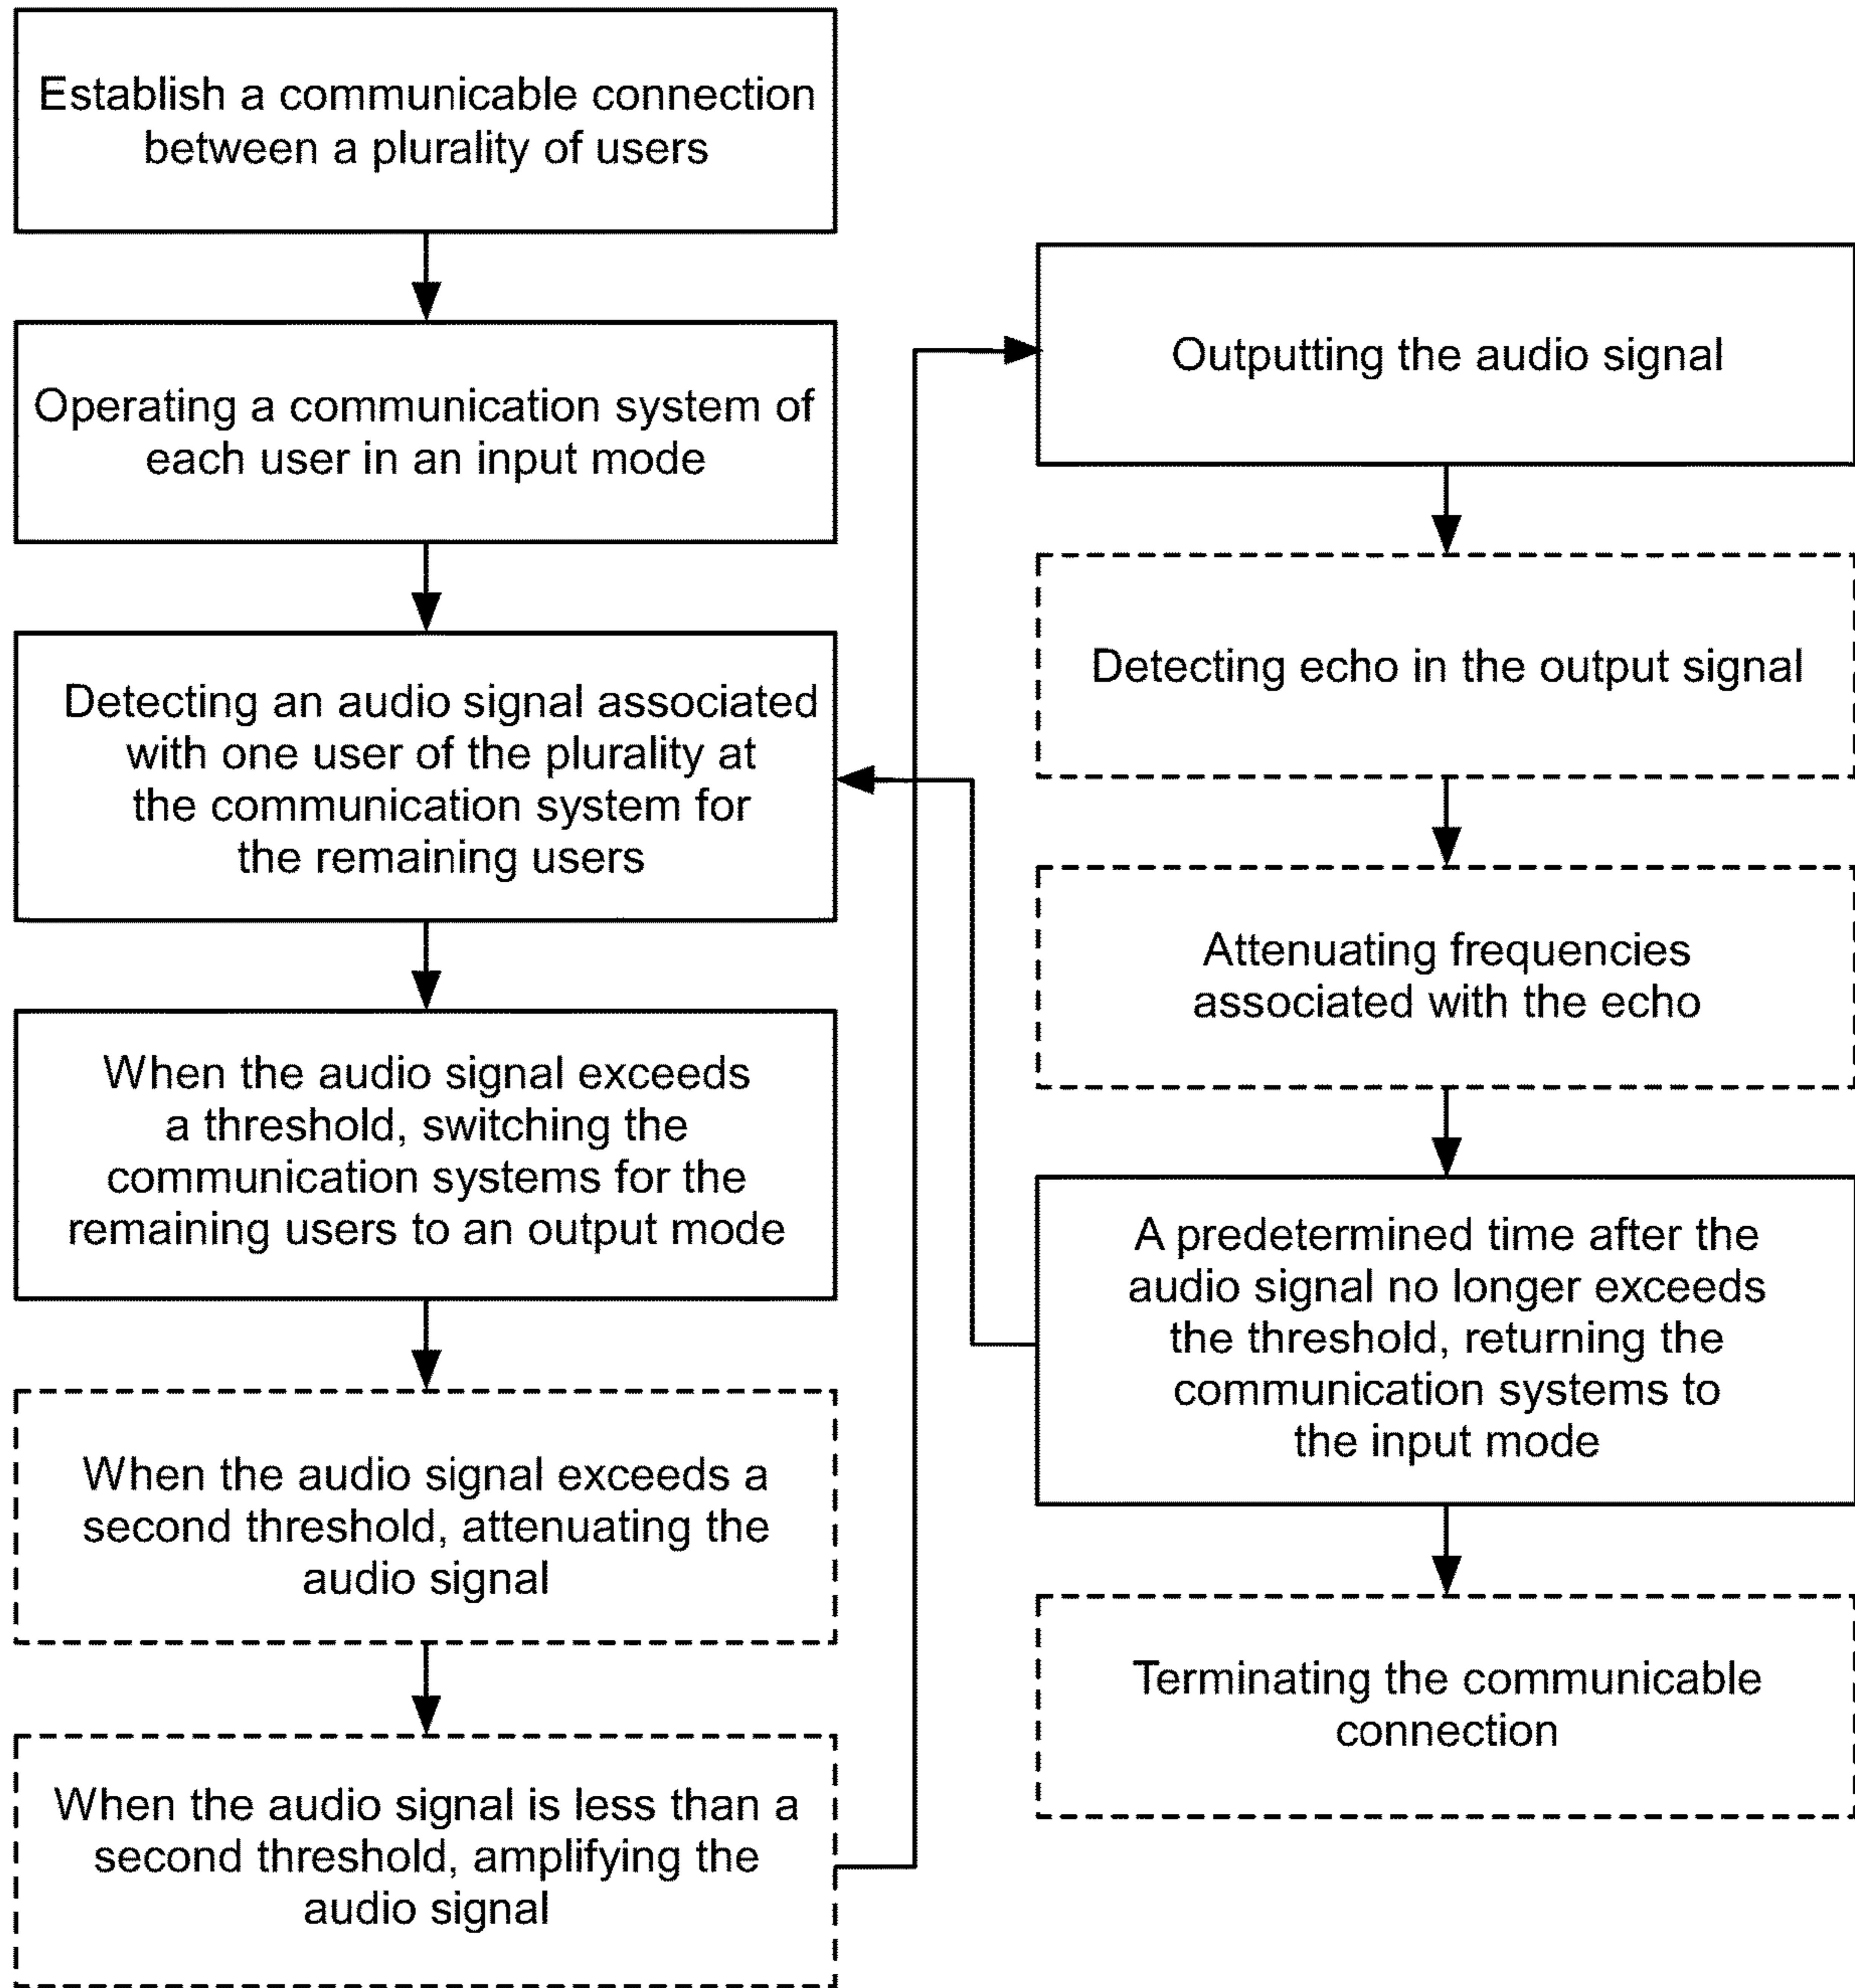 Establish a communicable connection
between a plurality of users
Operating a communication system of
each user in an input mode
Detecting an audio signal associated
with one user of the plurality at
the communication system for
the remaining users
When the audio signal exceeds
a threshold, switching the
communication systems for the
remaining users to an output mode
When the audio signal exceeds a
second threshold, attenuating the
audio signal
When the audio signal is less than a
second threshold, amplifying the
audio signal
Outputting the audio signal
Detecting echo in the output signal
Attenuating frequencies
associated with the echo
A predetermined time after the
audio signal no longer exceeds
the threshold, returning the
communication systems to
the input mode
Terminating the communicable
connection